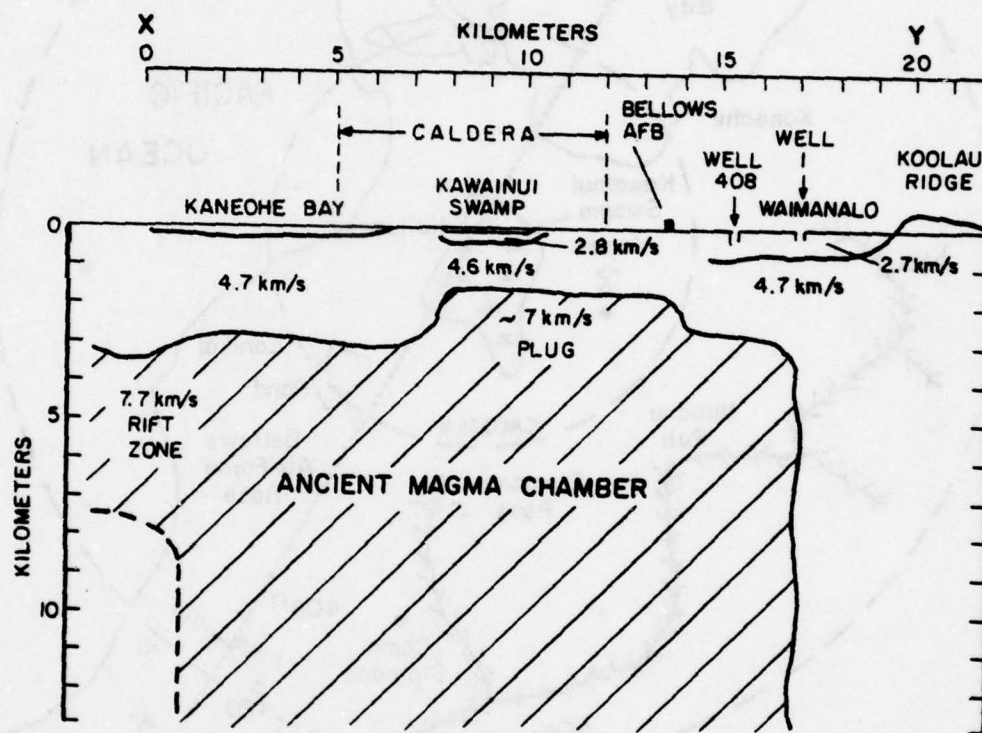 X
KILOMETERS
Y
0 5 10 15 20
BELLOWS
AFB
CALDERA
WELL
WELL
408
KOOLAU
RIDGE
KANEOHE BAY
KAWAINUI
SWAMP
WAIMANALO
0
2.8 km/s
2.7 km/s
4.7 km/s
4.6 km/s
4.7 km/s
~ 7 km/s
PLUG
7.7 km/s
RIFT
ZONE
5
ANCIENT MAGMA CHAMBER
KILOMETERS
10